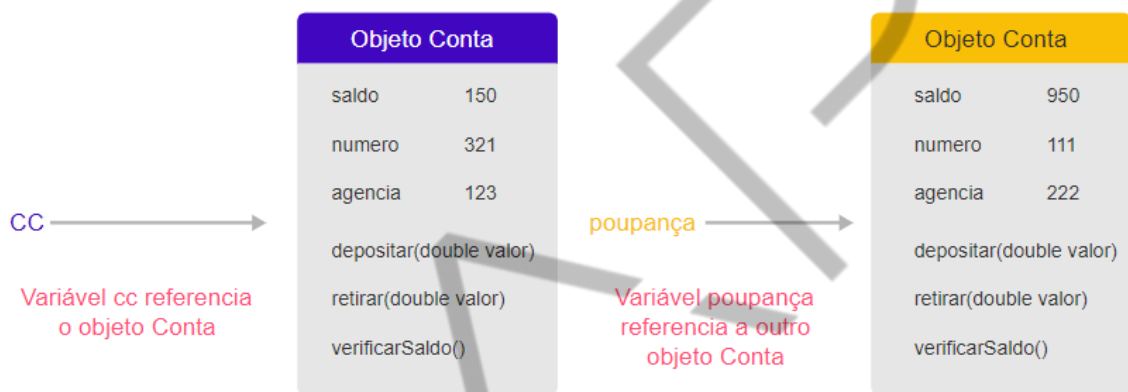 CC
Variável cc referencia
o objeto Conta
Objeto Conta
saldo 150
numero 321
agencia 123
depositar(double valor)
retirar(double valor)
verificarSaldo()
poupança
Variável poupança
referencia a outro
objeto Conta
Objeto Conta
saldo 950
numero 111
agencia 222
depositar(double valor)
retirar(double valor)
verificarSaldo()